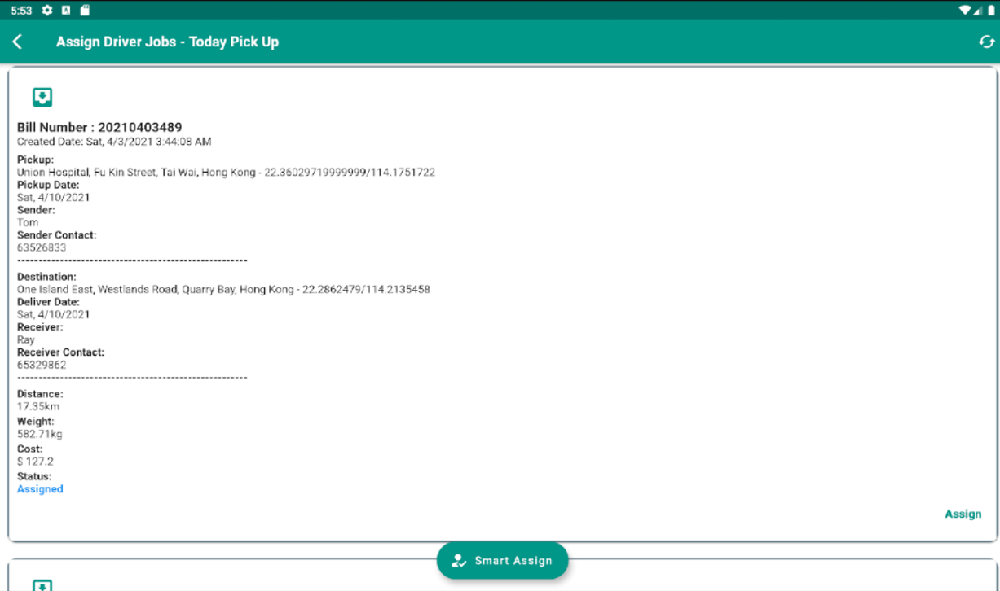 5:53
Assign Driver Jobs - Today Pick Up
Bill Number : 20210403489
Created Date: Sat, 4/3/2021 3:44:08 AM
Pickup:
Union Hospital, Fu Kin Street, Tai Wai, Hong Kong - 22.36029719999999/114.1751722
Pickup Date:
Sat, 4/10/2021
Sender:
Tom
Sender Contact:
63526833
------------------------------------------------------
Destination:
One Island East, Westlands Road, Quarry Bay, Hong Kong - 22.2862479/114.2135458
Deliver Date:
Sat, 4/10/2021
Receiver:
Ray
Receiver Contact:
65329862
------------------------------------------------------
Distance:
17.35km
Weight:
582.71kg
Cost:
$ 127.2
Status:
Assigned
Assign
Smart Assign